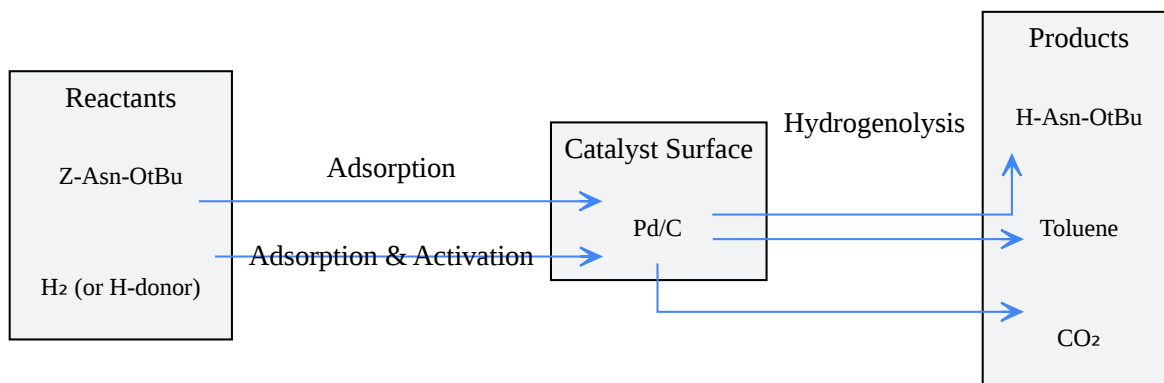 Reactants
Z-Asn-OtBu
H₂ (or H-donor)
Adsorption
Adsorption & Activation
Catalyst Surface
Pd/C
Hydrogenolysis
Products
H-Asn-OtBu
Toluene
CO₂